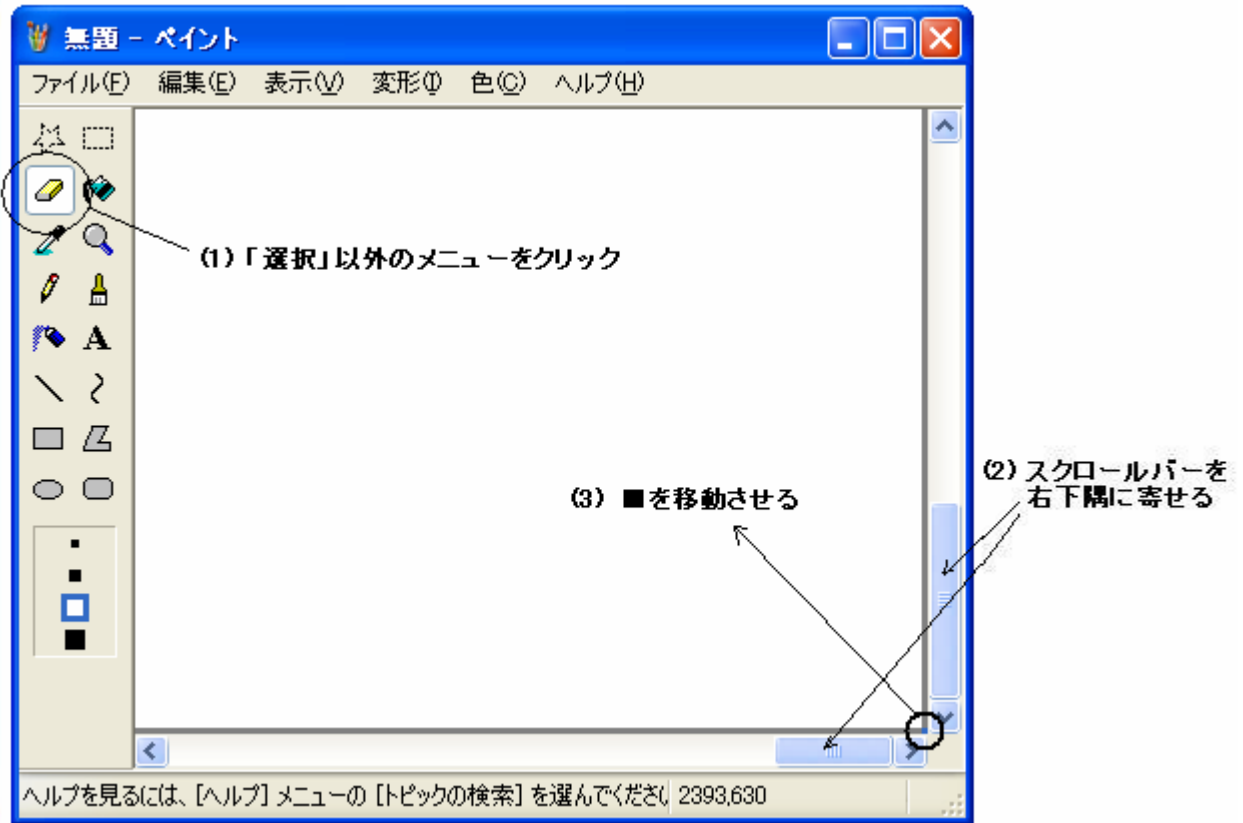 無題 - ペイント
ファイル(F) 編集(E) 表示(V) 変形(I) 色(C) ヘルプ(H)
A
(1)「選択」以外のメニューをクリック
(2) スクロールバーを
右下隅に寄せる
(3) ■を移動させる
ヘルプを見るには、[ヘルプ] メニューの [トピックの検索] を選んでくださ 2393,630